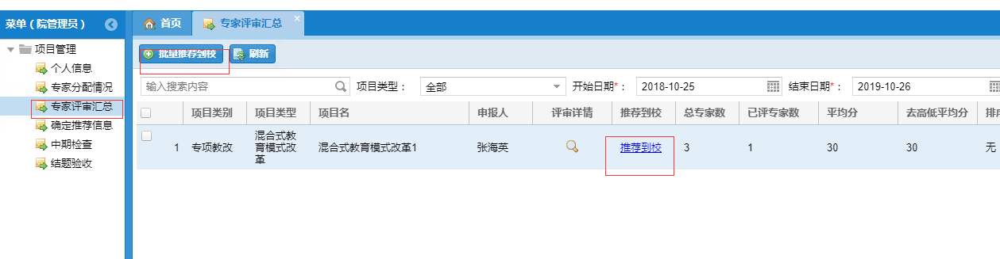 菜单（院管理员）
首页
专家评审汇总
项目管理
个人信息
专家分配情况
专家评审汇总
确定推荐信息
中期检查
结题验收
批量推荐到校
刷新
输入搜索内容
项目类型：
全部
开始日期*：
2018-10-25
结束日期*：
2019-10-26
项目类别
项目类型
项目名
申报人
评审详情
推荐到校
总专家数
已评专家数
平均分
去高低平均分
1
专项教改
混合式教
育模式改
革
混合式教育模式改革1
张海英
推荐到校
3
1
30
30
无